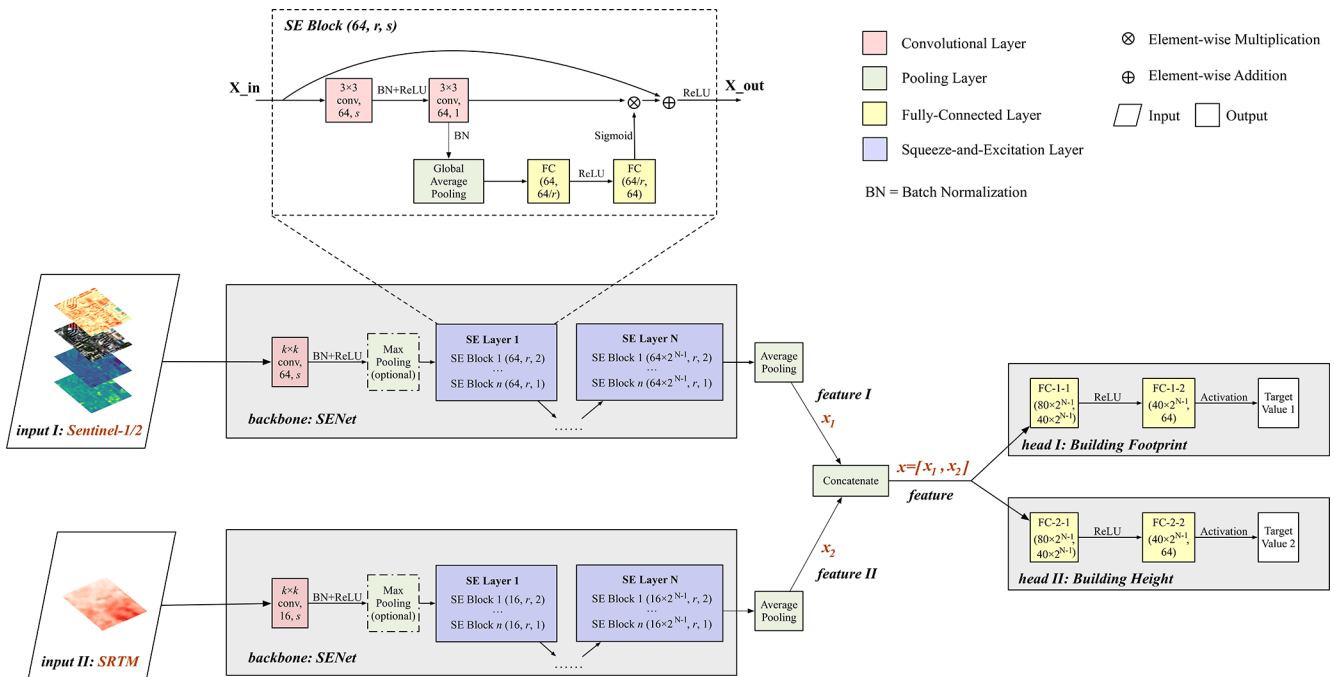 SE Block (64, r, s)
X_in
3×3
conv,
64, s
BN+ReLU
3×3
conv,
64, 1
BN
Global
Average
Pooling
FC
(64,
64/r)
ReLU
FC
(64/r,
64)
Sigmoid
ReLU
X_out
Convolutional Layer
Pooling Layer
Fully-Connected Layer
Squeeze-and-Excitation Layer
BN = Batch Normalization
Element-wise Multiplication
Element-wise Addition
Input
Output
input I: Sentinel-1/2
k×k
conv,
64, s
BN+ReLU
Max
Pooling
(optional)
SE Layer 1
SE Block 1 (64, r, 2)
...
SE Block n (64, r, 1)
......
SE Layer N
SE Block 1 (64×2^N-1, r, 2)
...
SE Block n (64×2^N-1, r, 1)
backbone: SENet
Average
Pooling
feature I
x1
input II: SRTM
k×k
conv,
16, s
BN+ReLU
Max
Pooling
(optional)
SE Layer 1
SE Block 1 (16, r, 2)
...
SE Block n (16, r, 1)
......
SE Layer N
SE Block 1 (16×2^N-1, r, 2)
...
SE Block n (16×2^N-1, r, 1)
backbone: SENet
Average
Pooling
x2
feature II
Concatenate
x=[x1, x2]
feature
FC-1-1
(80×2^N-1,
40×2^N-1)
ReLU
FC-1-2
(40×2^N-1,
64)
Activation
Target
Value 1
head I: Building Footprint
FC-2-1
(80×2^N-1,
40×2^N-1)
ReLU
FC-2-2
(40×2^N-1,
64)
Activation
Target
Value 2
head II: Building Height